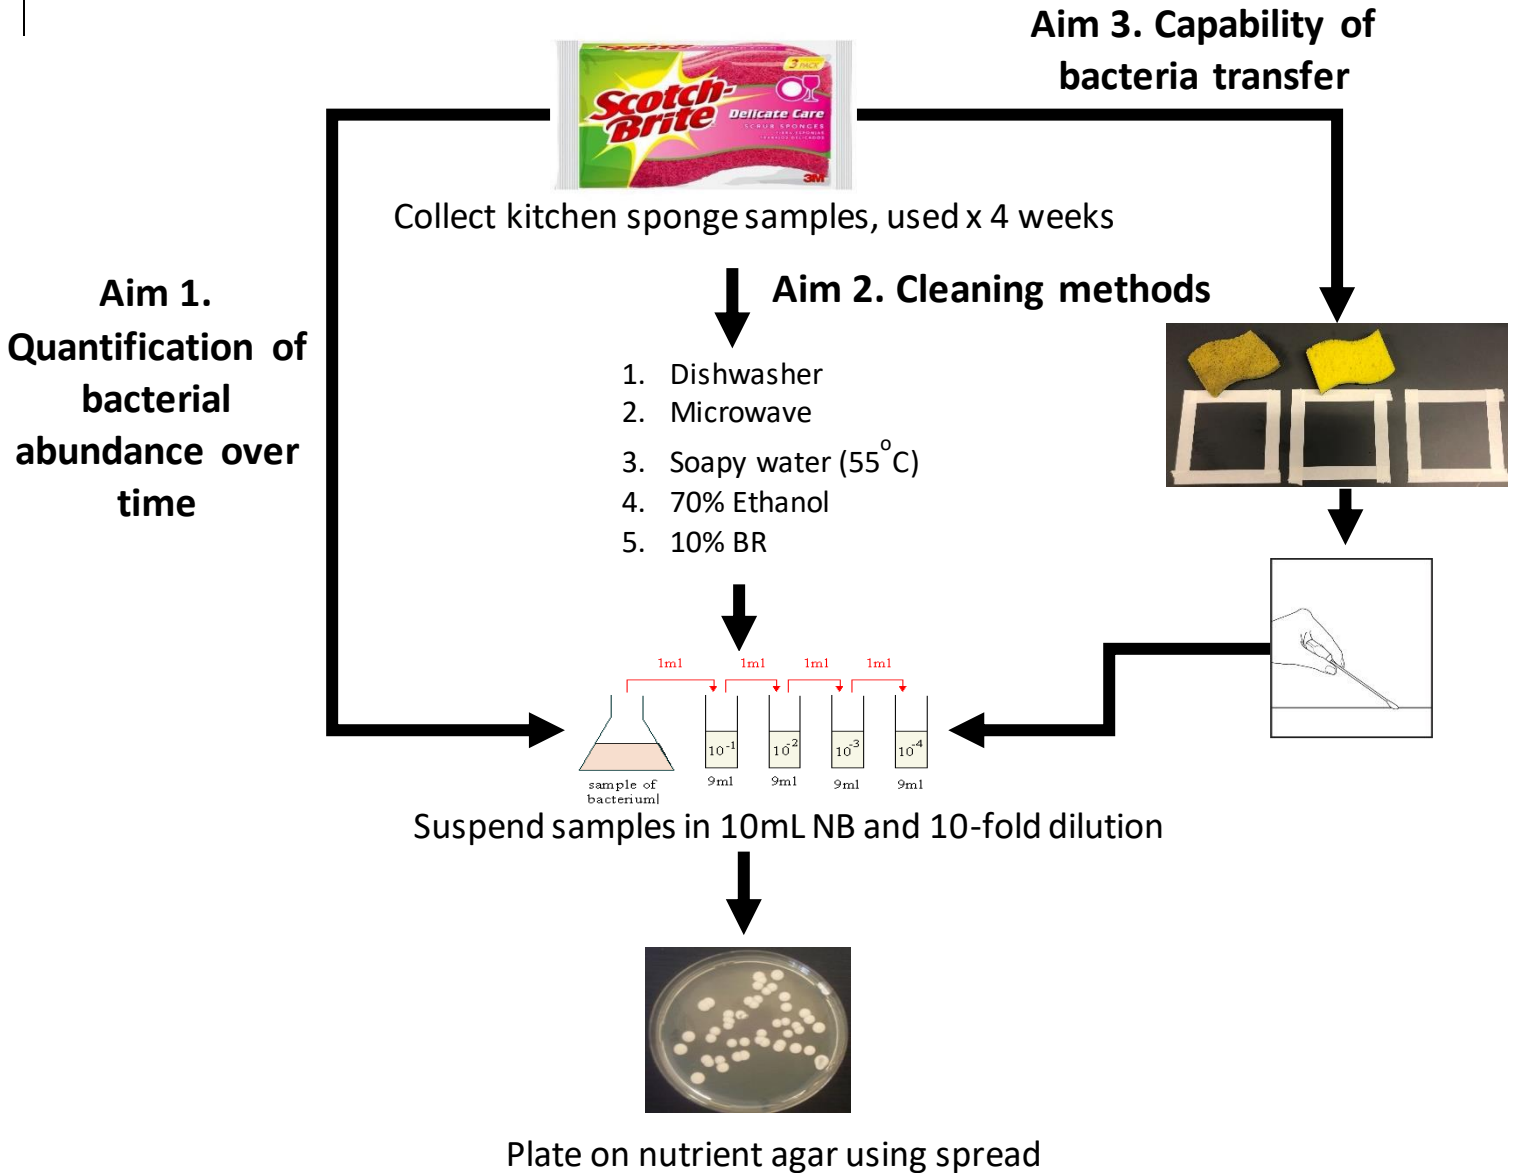 Aim 3. Capability of
bacteria transfer
3 PACK
Scotch-
Brite
Delicate Care
SCRUB SPONGES
3M
Collect kitchen sponge samples, used x 4 weeks
Aim 1.
Quantification of
bacterial
abundance over
time
Aim 2. Cleaning methods
1. Dishwasher
2. Microwave
3. Soapy water (55°C)
4. 70% Ethanol
5. 10% BR
1ml 1ml 1ml 1ml
10-1 10-2 10-3 10-4
9ml 9ml 9ml 9ml
sample of
bacterium|
Suspend samples in 10mL NB and 10-fold dilution
Plate on nutrient agar using spread